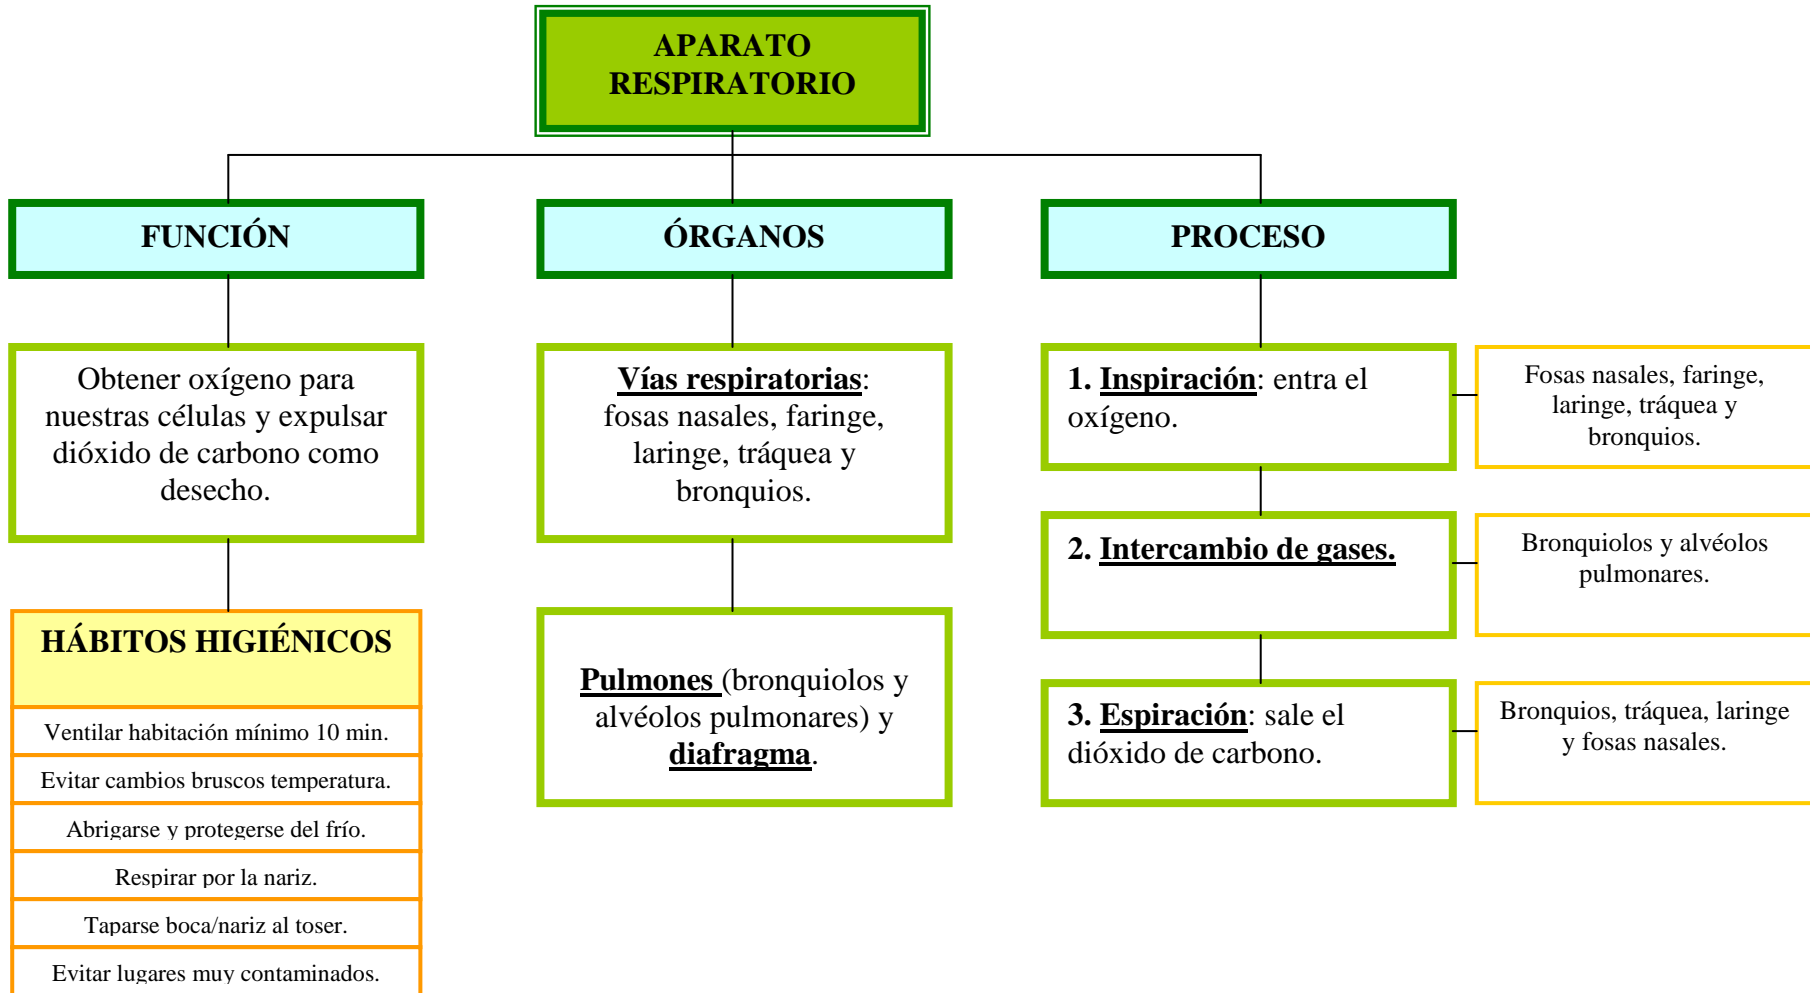 APARATO
RESPIRATORIO
FUNCIÓN
Obtener oxígeno para
nuestras células y expulsar
dióxido de carbono como
desecho.
HÁBITOS HIGIÉNICOS
Ventilar habitación mínimo 10 min.
Evitar cambios bruscos temperatura.
Abrigarse y protegerse del frío.
Respirar por la nariz.
Taparse boca/nariz al toser.
Evitar lugares muy contaminados.
ÓRGANOS
Vías respiratorias:
fosas nasales, faringe,
laringe, tráquea y
bronquios.
Pulmones (bronquiolos y
alvéolos pulmonares) y
diafragma.
PROCESO
1. Inspiración: entra el
oxígeno.
Fosas nasales, faringe,
laringe, tráquea y
bronquios.
2. Intercambio de gases.
Bronquiolos y alvéolos
pulmonares.
3. Espiración: sale el
dióxido de carbono.
Bronquios, tráquea, laringe
y fosas nasales.